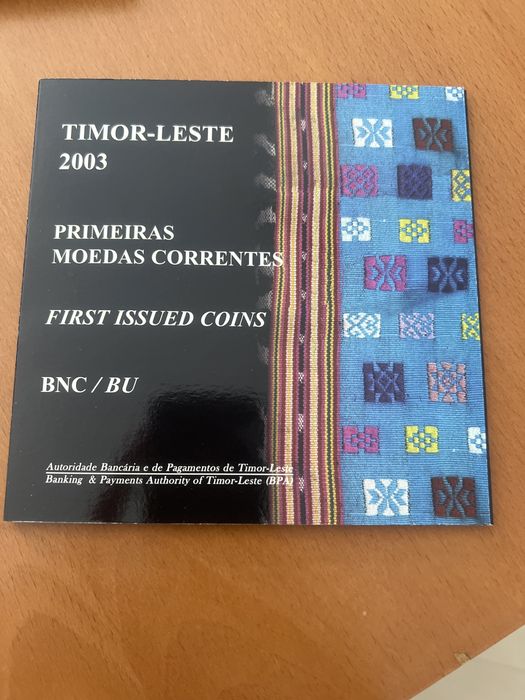 TIMOR-LESTE
2003
PRIMEIRAS
MOEDAS CORRENTES
FIRST ISSUED COINS
BNC / BU
Autoridade Bancária e de Pagamentos de Timor-Leste
Banking & Payments Authority of Timor-Leste (BPA)